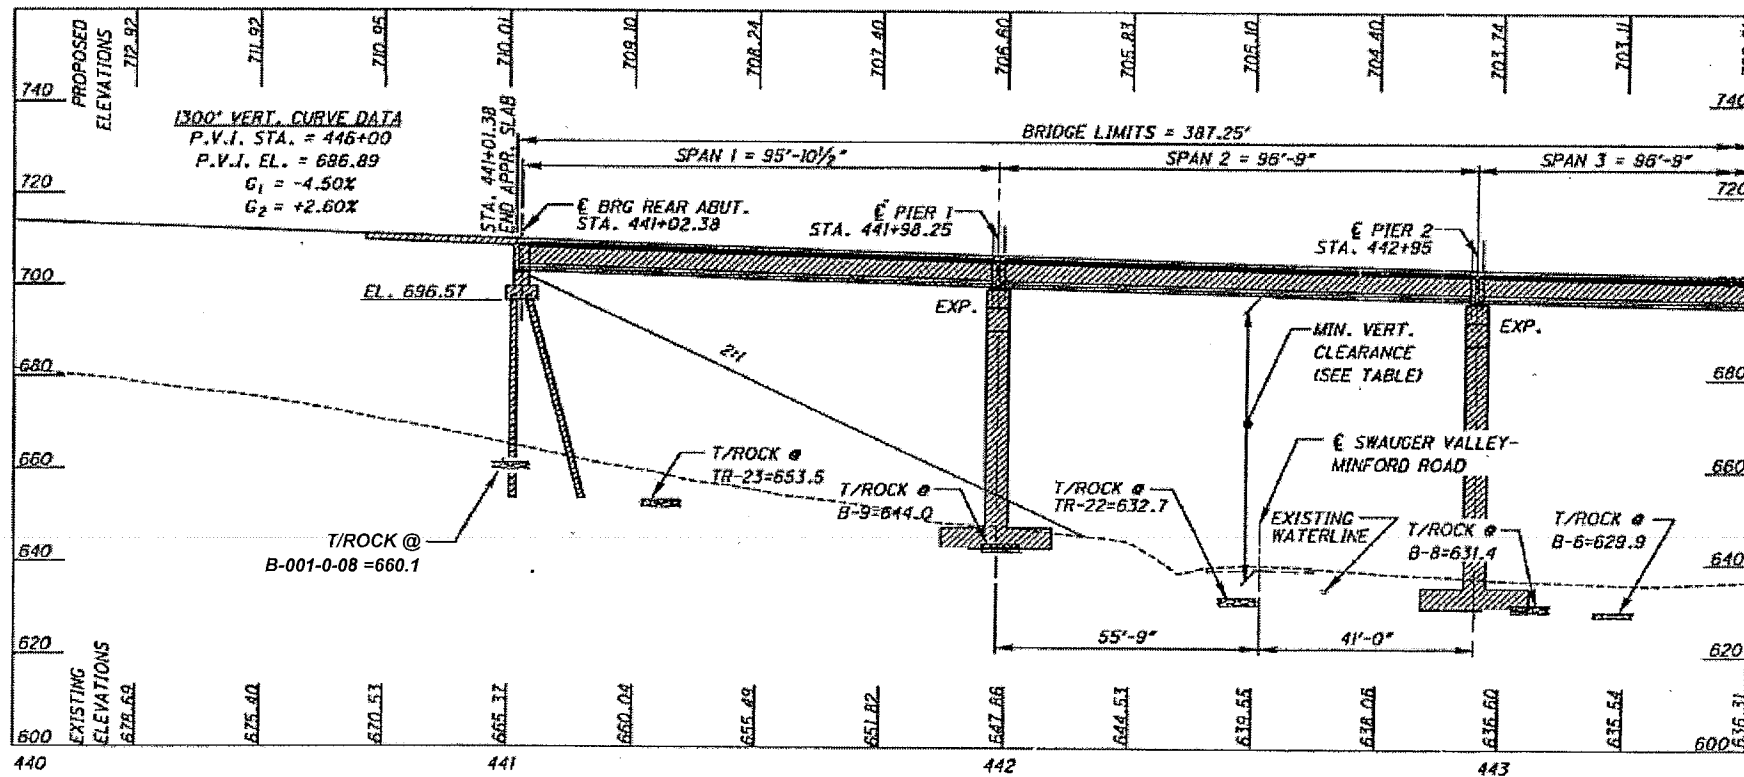 PROPOSED
ELEVATIONS
712.92
711.92
710.95
710.01
709.10
708.24
707.40
706.60
705.83
705.10
704.40
703.74
703.11
740
740
1300' VERT. CURVE DATA
P.V.I. STA. = 446+00
P.V.I. EL. = 686.89
G1 = -4.50%
G2 = +2.60%
STA. 441+01.38
END APPR. SLAB
BRIDGE LIMITS = 387.25'
SPAN 1 = 95'-10½"
SPAN 2 = 96'-9"
SPAN 3 = 96'-9"
720
720
℄ BRG REAR ABUT.
STA. 441+02.38
℄ PIER 1
STA. 441+98.25
℄ PIER 2
STA. 442+95
700
EL. 696.57
EXP.
EXP.
2:1
MIN. VERT.
CLEARANCE
(SEE TABLE)
680
680
℄ SWAUGER VALLEY-
MINFORD ROAD
660
660
T/ROCK @
TR-23=653.5
T/ROCK @
B-9=644.0
T/ROCK @
TR-22=632.7
EXISTING
WATERLINE
T/ROCK @
B-8=631.4
T/ROCK @
B-6=629.9
T/ROCK @
B-001-0-08 =660.1
640
640
55'-9"
41'-0"
620
620
EXISTING
ELEVATIONS
678.69
675.40
670.53
665.37
660.04
655.49
651.82
647.86
644.53
639.55
638.06
636.60
635.54
636.31
600
600
440
441
442
443